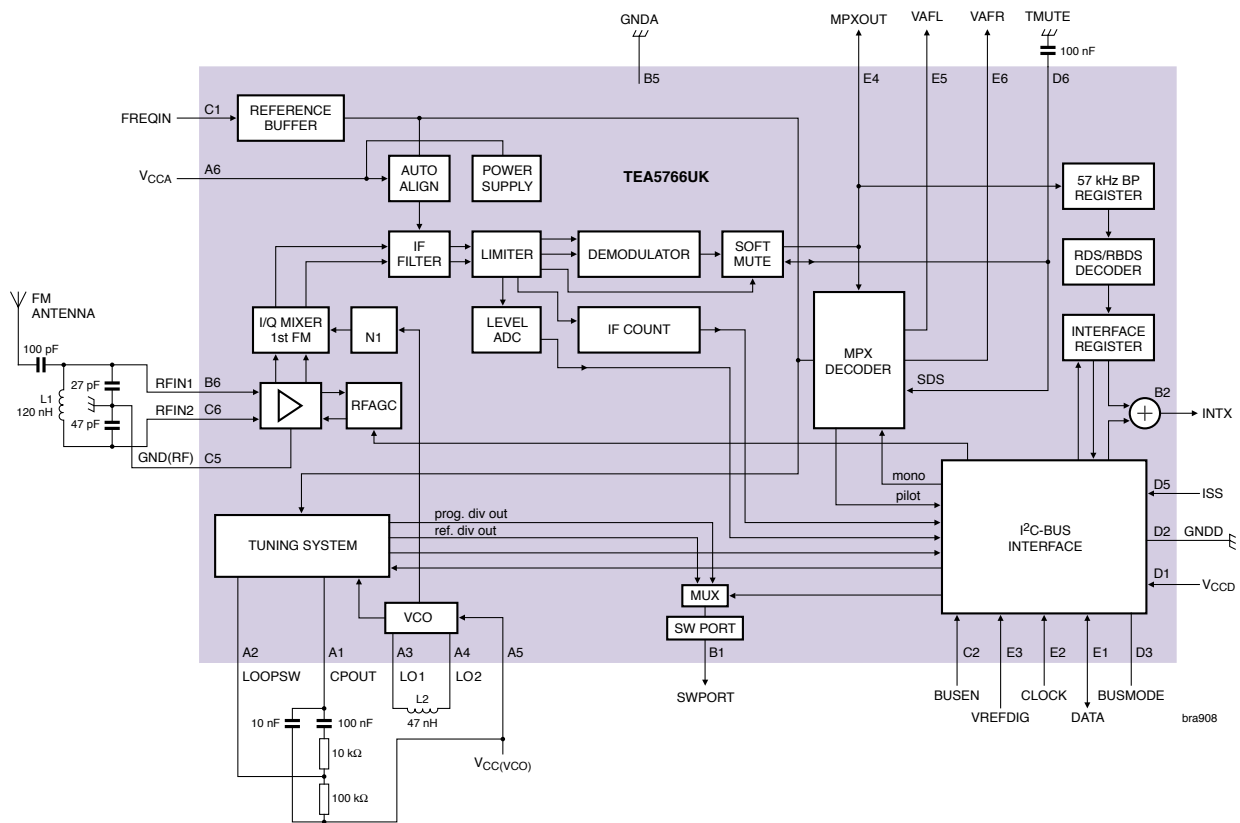 GNDA
MPXOUT
VAFL
VAFR
TMUTE
100 nF
B5
E4
E5
E6
D6
FREQIN
C1
REFERENCE
BUFFER
VCCA
A6
AUTO
ALIGN
POWER
SUPPLY
TEA5766UK
57 kHz BP
REGISTER
IF
FILTER
LIMITER
DEMODULATOR
SOFT
MUTE
RDS/RBDS
DECODER
FM
ANTENNA
I/Q MIXER
1st FM
N1
LEVEL
ADC
IF COUNT
MPX
DECODER
INTERFACE
REGISTER
100 pF
27 pF
RFIN1
B6
L1
120 nH
47 pF
RFIN2
C6
RFAGC
SDS
B2
INTX
GND(RF)
C5
mono
pilot
D5
ISS
TUNING SYSTEM
prog. div out
ref. div out
I²C-BUS
INTERFACE
D2
GNDD
D1
VCCD
MUX
VCO
SW PORT
A2
A1
A3
A4
A5
B1
C2
E3
E2
E1
D3
LOOPSW
CPOUT
LO1
LO2
L2
47 nH
SWPORT
BUSEN
VREFDIG
CLOCK
DATA
BUSMODE
10 nF
100 nF
10 kΩ
100 kΩ
VCC(VCO)
bra908